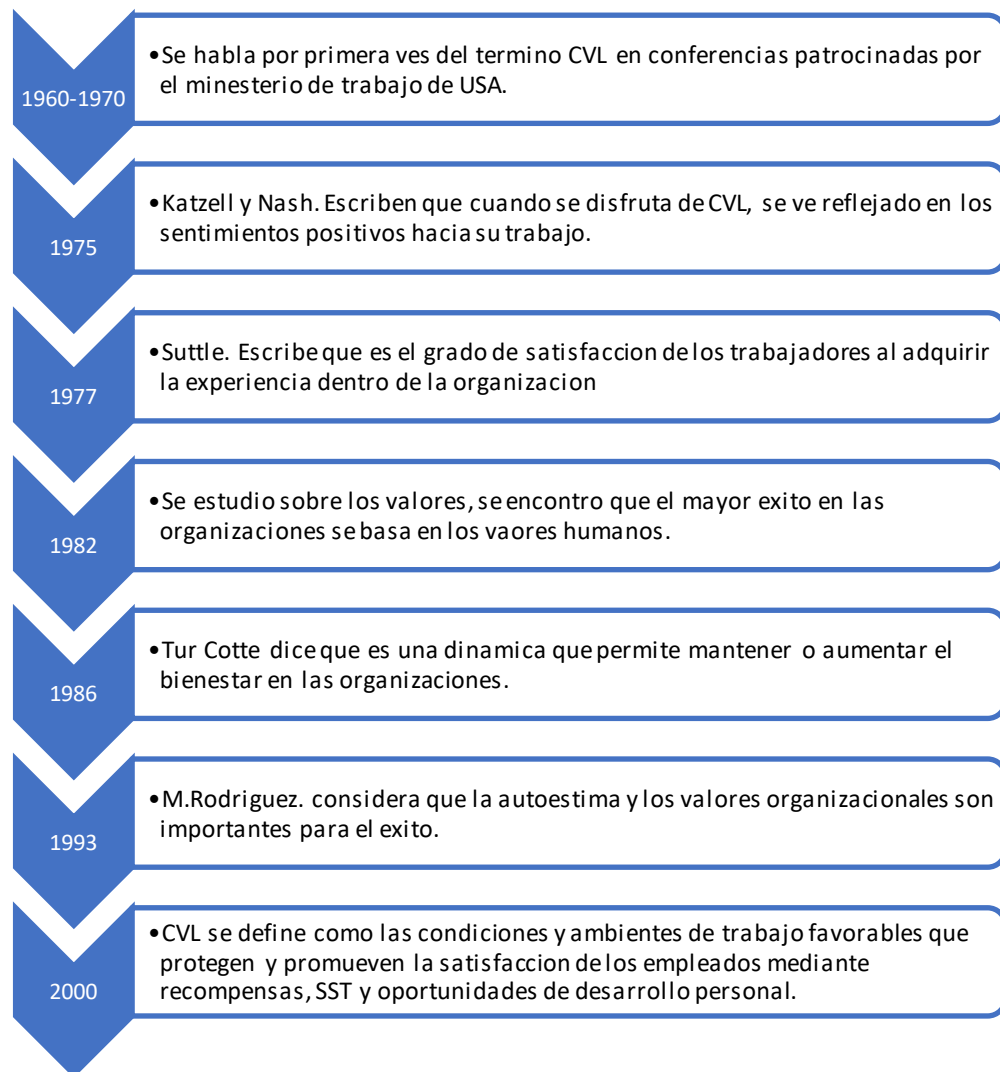 1960-1970
•Se habla por primera ves del termino CVL en conferencias patrocinadas por
el minesterio de trabajo de USA.
1975
•Katzell y Nash. Escriben que cuando se disfruta de CVL, se ve reflejado en los
sentimientos positivos hacia su trabajo.
1977
•Suttle. Escribe que es el grado de satisfaccion de los trabajadores al adquirir
la experiencia dentro de la organizacion
1982
•Se estudio sobre los valores, se encontro que el mayor exito en las
organizaciones se basa en los vaores humanos.
1986
•Tur Cotte dice que es una dinamica que permite mantener o aumentar el
bienestar en las organizaciones.
1993
•M.Rodriguez. considera que la autoestima y los valores organizacionales son
importantes para el exito.
2000
•CVL se define como las condiciones y ambientes de trabajo favorables que
protegen y promueven la satisfaccion de los empleados mediante
recompensas, SST y oportunidades de desarrollo personal.